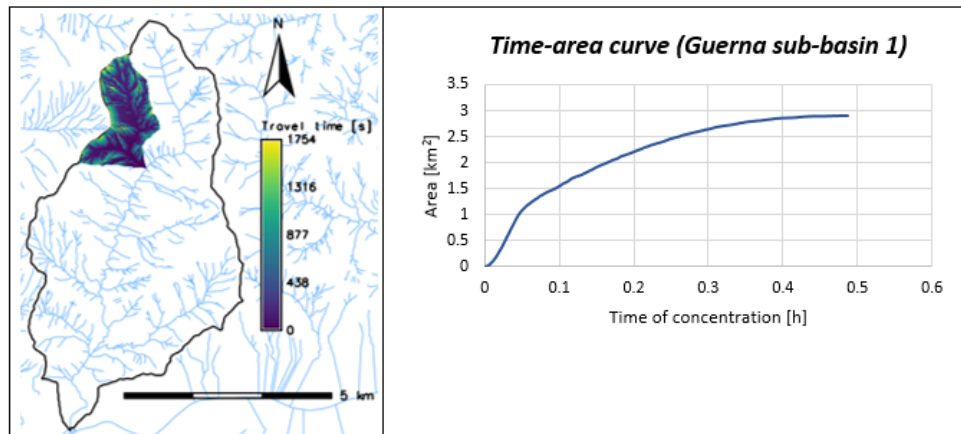 N
Travel time [s]
1754
1316
877
438
0
5 km
Time-area curve (Guerna sub-basin 1)
Area [km²]
3.5
3
2.5
2
1.5
1
0.5
0
0 0.1 0.2 0.3 0.4 0.5 0.6
Time of concentration [h]